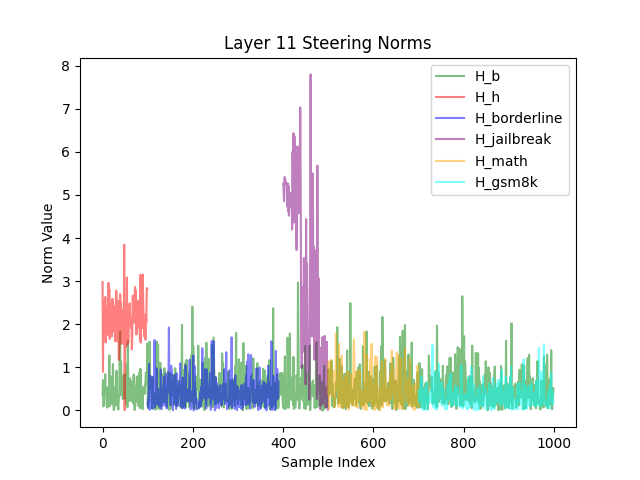 Layer 11 Steering Norms
H_b
H_h
H_borderline
H_jailbreak
H_math
H_gsm8k
Norm Value
8
7
6
5
4
3
2
1
0
0 200 400 600 800 1000
Sample Index